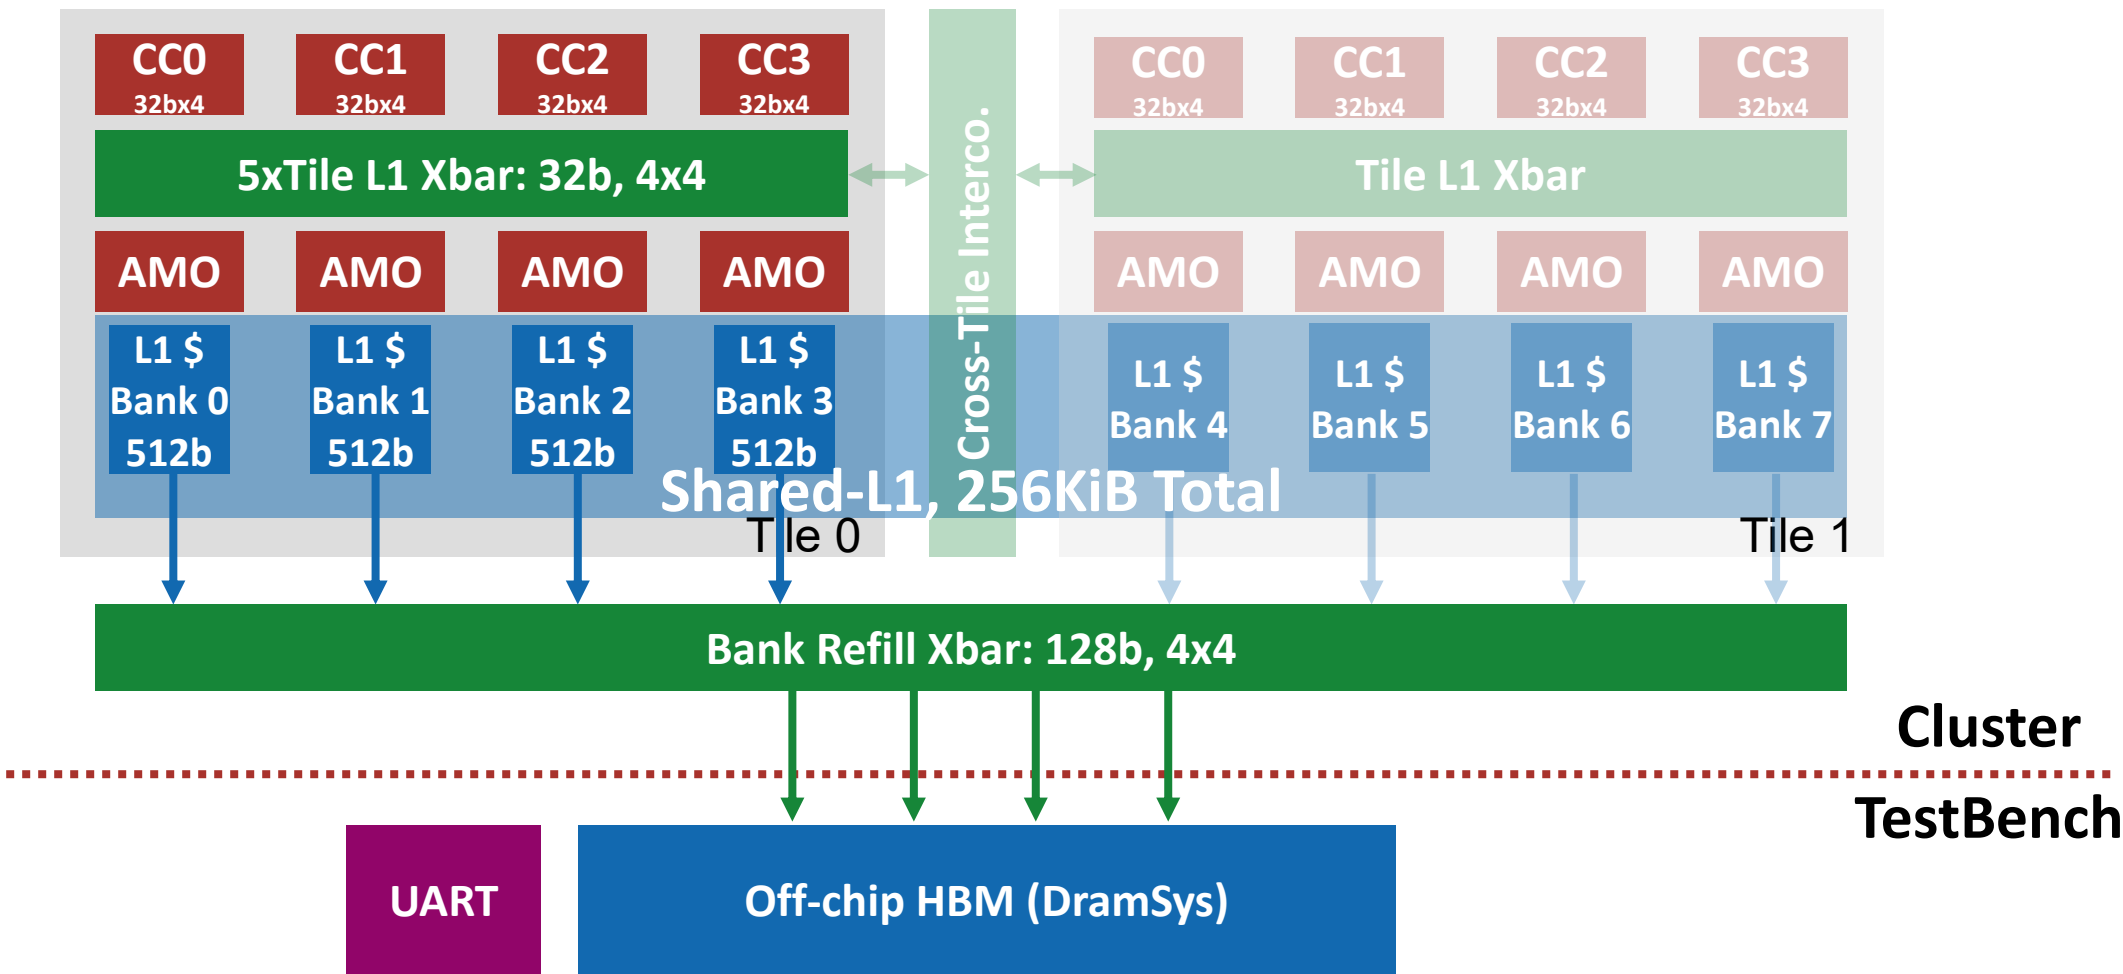 CC0
32bx4
CC1
32bx4
CC2
32bx4
CC3
32bx4
5xTile L1 Xbar: 32b, 4x4
AMO
AMO
AMO
AMO
L1 $
Bank 0
512b
L1 $
Bank 1
512b
L1 $
Bank 2
512b
L1 $
Bank 3
512b
Tile 0
Cross-Tile Interco.
CC0
32bx4
CC1
32bx4
CC2
32bx4
CC3
32bx4
Tile L1 Xbar
AMO
AMO
AMO
AMO
L1 $
Bank 4
L1 $
Bank 5
L1 $
Bank 6
L1 $
Bank 7
Shared-L1, 256KiB Total
Tile 1
Bank Refill Xbar: 128b, 4x4
Cluster
TestBench
UART
Off-chip HBM (DramSys)